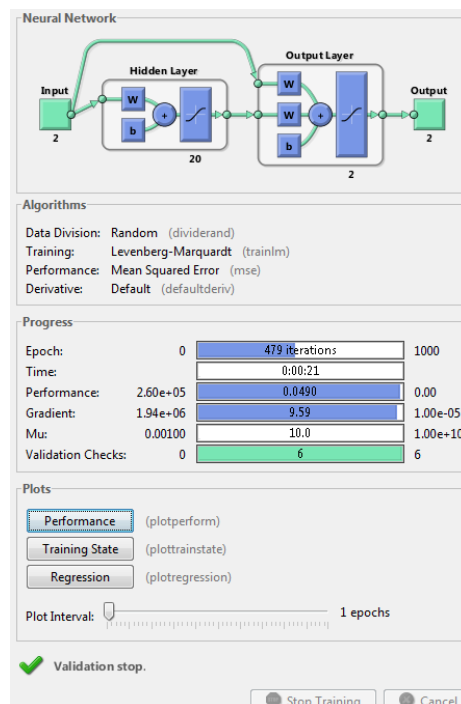 Neural Network
Hidden Layer
Output Layer
Input
Output
W
b
+
W
W
b
+
2
20
2
2
Algorithms
Data Division: Random (dividerand)
Training: Levenberg-Marquardt (trainlm)
Performance: Mean Squared Error (mse)
Derivative: Default (defaultderiv)
Progress
Epoch: 0 479 iterations 1000
Time: 0:00:21
Performance: 2.60e+05 0.0490 0.00
Gradient: 1.94e+06 9.59 1.00e-05
Mu: 0.00100 10.0 1.00e+10
Validation Checks: 0 6 6
Plots
Performance (plotperform)
Training State (plottrainstate)
Regression (plotregression)
Plot Interval: 1 epochs
Validation stop.
Stop Training Cancel